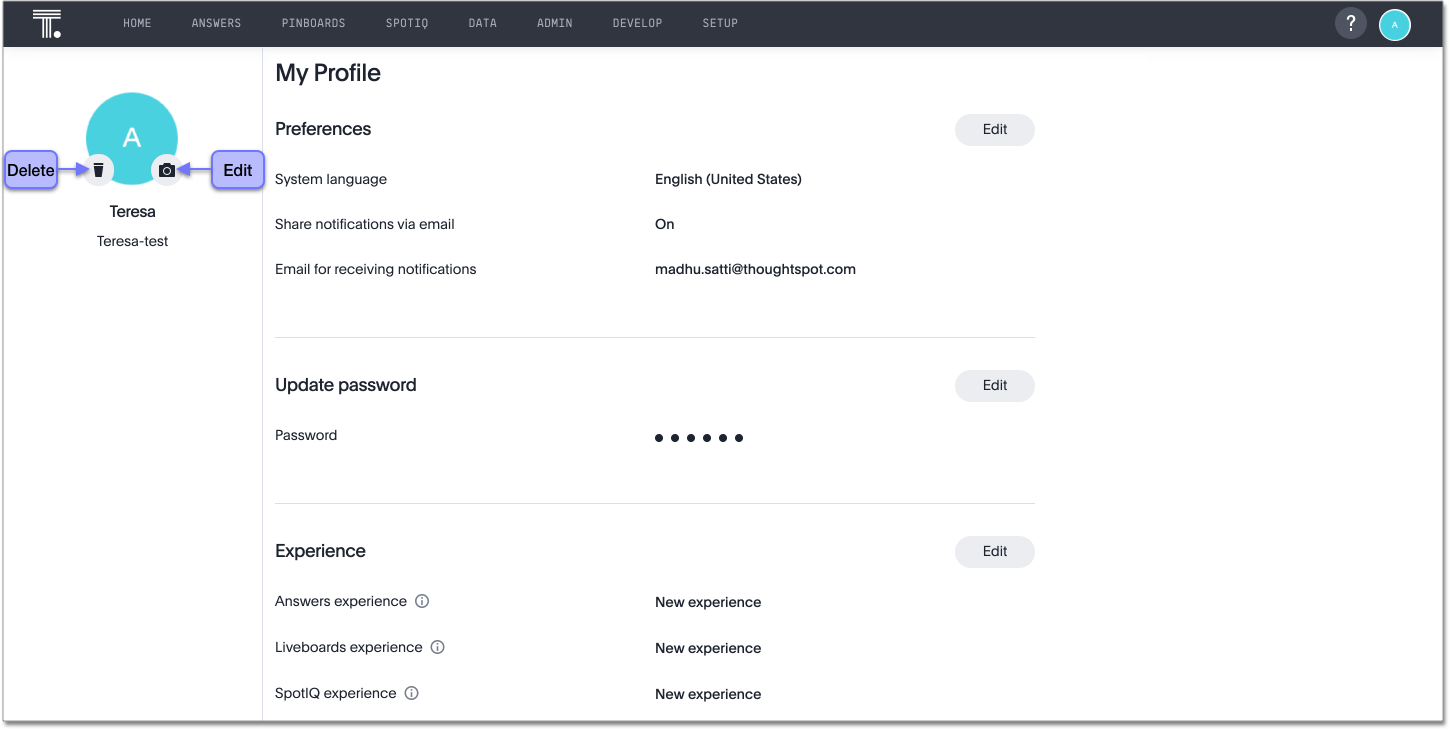 T.
HOME ANSWERS PINBOARDS SPOTIQ DATA ADMIN DEVELOP SETUP ? A
A
Delete
Edit
Teresa
Teresa-test
My Profile
Preferences Edit
System language English (United States)
Share notifications via email On
Email for receiving notifications madhu.satti@thoughtspot.com
Update password Edit
Password ●●●●●●
Experience Edit
Answers experience New experience
Liveboards experience New experience
SpotIQ experience New experience